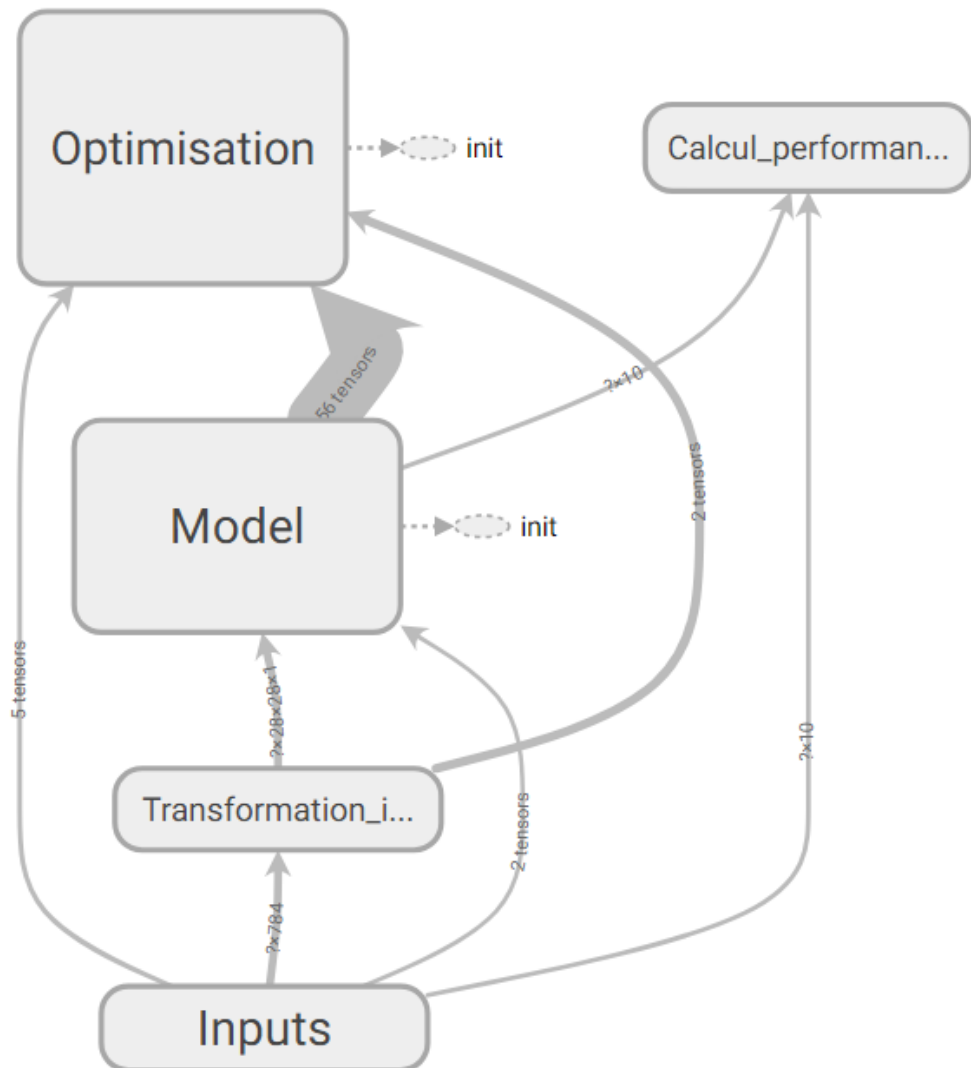 Optimisation
init
Calcul_performan...
56 tensors
?×10
2 tensors
Model
init
5 tensors
?×28×28×1
?×10
Transformation_i...
2 tensors
?×784
Inputs